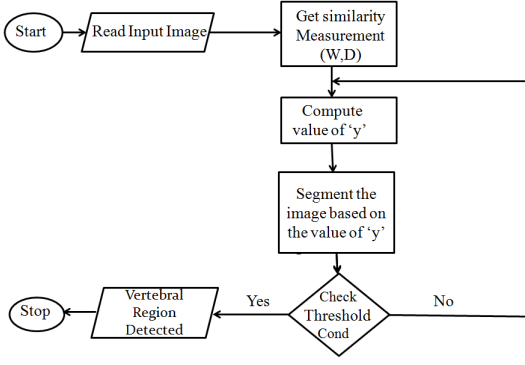 Start
Read Input Image
Get similarity
Measurement
(W,D)
Compute
value of ‘y’
Segment the
image based on
the value of ‘y’
Check
Threshold
Cond
Yes
No
Vertebral
Region
Detected
Stop